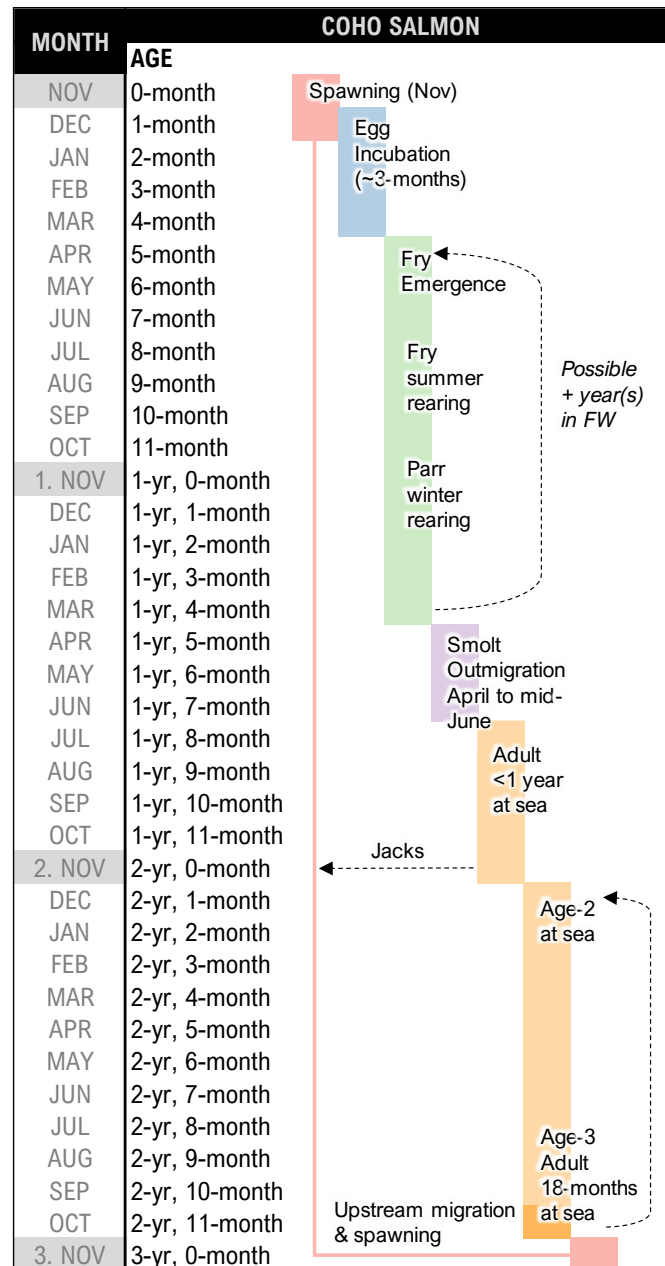 COHO SALMON
MONTH
AGE
NOV 0-month Spawning (Nov)
DEC 1-month Egg
JAN 2-month Incubation
FEB 3-month (~3-months)
MAR 4-month
APR 5-month Fry
MAY 6-month Emergence
JUN 7-month
JUL 8-month Fry
AUG 9-month summer
SEP 10-month rearing
OCT 11-month
Possible
+ year(s)
in FW
1. NOV 1-yr, 0-month Parr
DEC 1-yr, 1-month winter
JAN 1-yr, 2-month rearing
FEB 1-yr, 3-month
MAR 1-yr, 4-month
APR 1-yr, 5-month Smolt
MAY 1-yr, 6-month Outmigration
JUN 1-yr, 7-month April to mid-
June
JUL 1-yr, 8-month Adult
AUG 1-yr, 9-month <1 year
SEP 1-yr, 10-month at sea
OCT 1-yr, 11-month
Jacks
2. NOV 2-yr, 0-month
DEC 2-yr, 1-month Age-2
JAN 2-yr, 2-month at sea
FEB 2-yr, 3-month
MAR 2-yr, 4-month
APR 2-yr, 5-month
MAY 2-yr, 6-month
JUN 2-yr, 7-month
JUL 2-yr, 8-month Age-3
AUG 2-yr, 9-month Adult
SEP 2-yr, 10-month 18-months
OCT 2-yr, 11-month Upstream migration at sea
& spawning
3. NOV 3-yr, 0-month